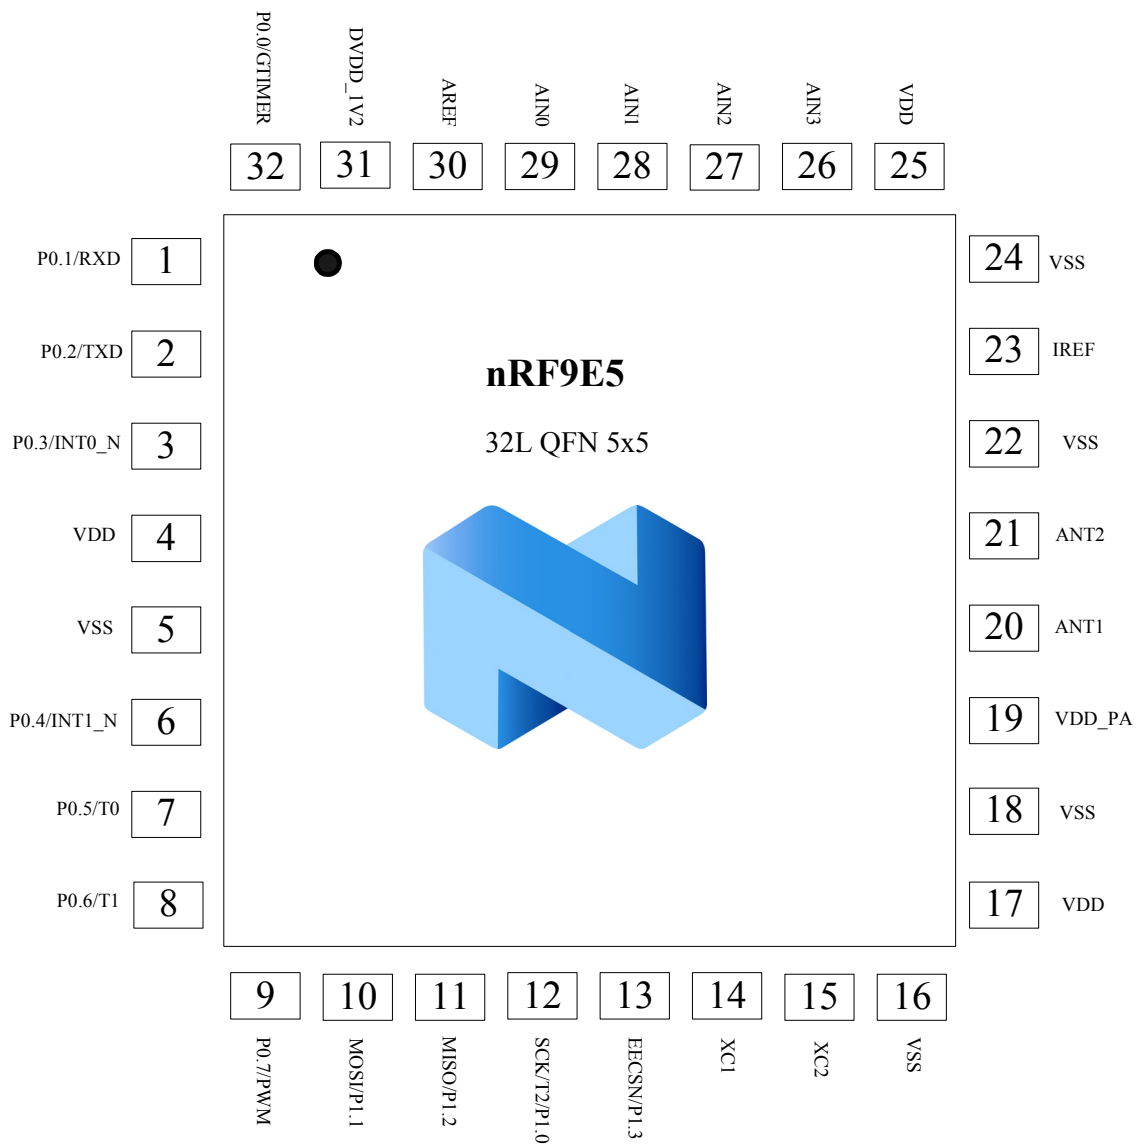 P0.0/GTIMER
DVDD_1V2
AREF
AIN0
AIN1
AIN2
AIN3
VDD
32
31
30
29
28
27
26
25
P0.1/RXD 1
P0.2/TXD 2
P0.3/INT0_N 3
VDD 4
VSS 5
P0.4/INT1_N 6
P0.5/T0 7
P0.6/T1 8
nRF9E5
32L QFN 5x5
24 VSS
23 IREF
22 VSS
21 ANT2
20 ANT1
19 VDD_PA
18 VSS
17 VDD
9
10
11
12
13
14
15
16
P0.7/PWM
MOSI/P1.1
MISO/P1.2
SCK/T2/P1.0
EECSN/P1.3
XC1
XC2
VSS